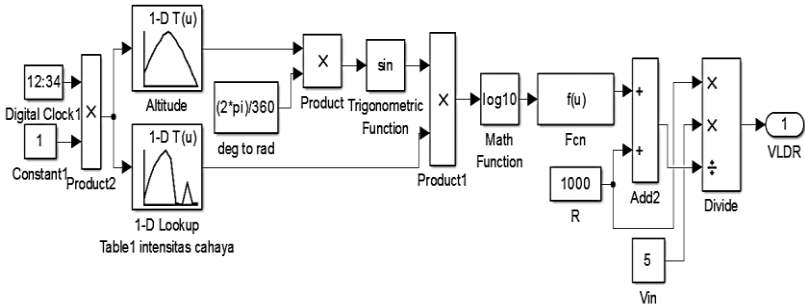 12:34
Digital Clock1
1
Constant1
X
Product2
1-D T(u)
Altitude
1-D T(u)
1-D Lookup
Table1 intensitas cahaya
(2*pi)/360
deg to rad
X
Product
sin
Trigonometric
Function
X
Product1
log10
Math
Function
f(u)
Fcn
1000
R
+
+
Add2
5
Vin
X
X
÷
Divide
1
VLDR